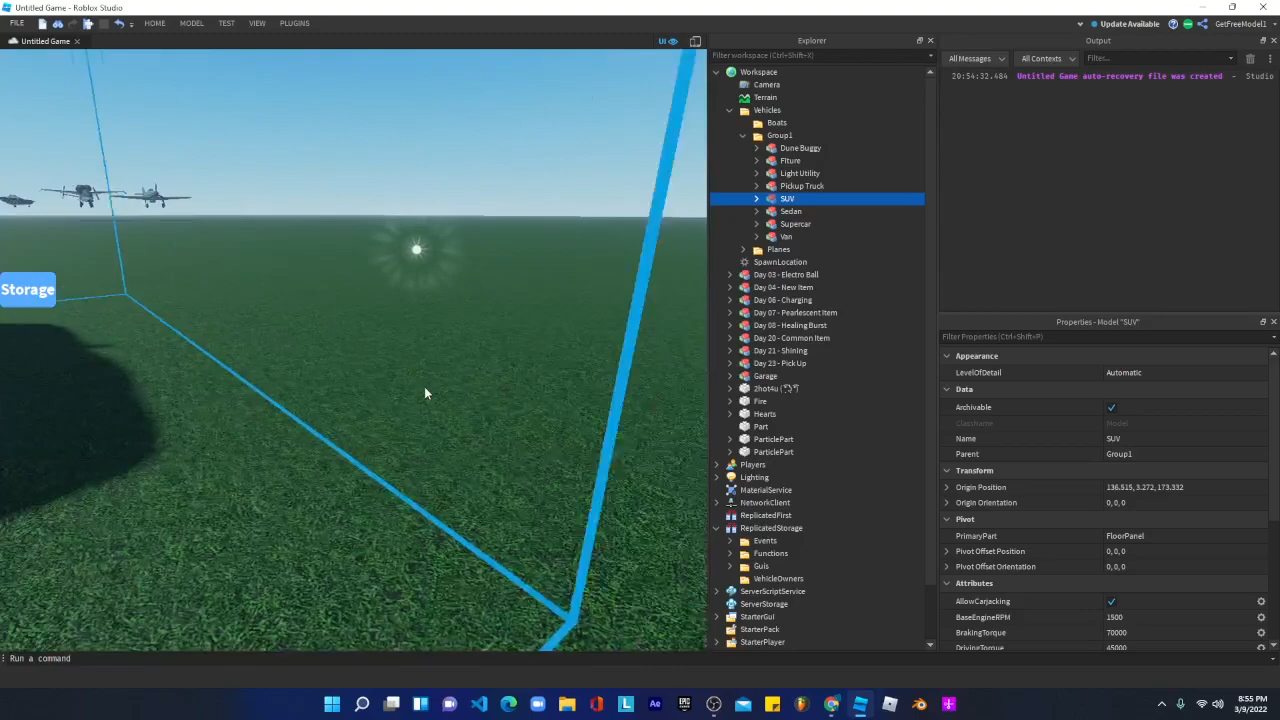 Untitled Game - Roblox Studio
FILE HOME MODEL TEST VIEW PLUGINS
Update Available GetFreeModel1
Untitled Game
UI
Explorer
Filter workspace (Ctrl+Shift+X)
Workspace
Camera
Terrain
Vehicles
Boats
Group1
Dune Buggy
Fiture
Light Utility
Pickup Truck
SUV
Sedan
Supercar
Van
Planes
SpawnLocation
Day 03 - Electro Ball
Day 04 - New Item
Day 06 - Charging
Day 07 - Pearlescent Item
Day 08 - Healing Burst
Day 20 - Common Item
Day 21 - Shining
Day 23 - Pick Up
Garage
Fire
Hearts
Part
ParticlePart
ParticlePart
Players
Lighting
MaterialService
NetworkClient
ReplicatedFirst
ReplicatedStorage
Events
Functions
Guis
VehicleOwners
ServerScriptService
ServerStorage
StarterGui
StarterPack
StarterPlayer
Storage
Output
All Messages All Contexts Filter...
20:54:32.484 Untitled Game auto-recovery file was created - Studio
Properties - Model "SUV"
Filter Properties (Ctrl+Shift+P)
Appearance
LevelOfDetail Automatic
Data
Archivable
ClassName Model
Name SUV
Parent Group1
Transform
Origin Position 136.515, 3.272, 173.332
Origin Orientation 0, 0, 0
Pivot
PrimaryPart FloorPanel
Pivot Offset Position 0, 0, 0
Pivot Offset Orientation 0, 0, 0
Attributes
AllowCarjacking
BaseEngineRPM 1500
BrakingTorque 70000
DrivingTorque 45000
Run a command
8:55 PM
3/9/2022